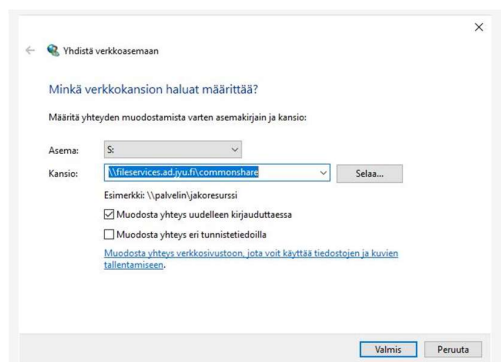 Yhdistä verkkoasemaan
Minkä verkkokansion haluat määrittää?
Määritä yhteyden muodostamista varten asemakirjain ja kansio:
Asema: S:
Kansio: \\fileservices.ad.jyu.fi\commonshare Selaa...
Esimerkki: \\palvelin\jakoresurssi
Muodosta yhteys uudelleen kirjauduttaessa
Muodosta yhteys eri tunnistetiedoilla
Muodosta yhteys verkkosivustoon, jota voit käyttää tiedostojen ja kuvien
tallentamiseen.
Valmis Peruuta